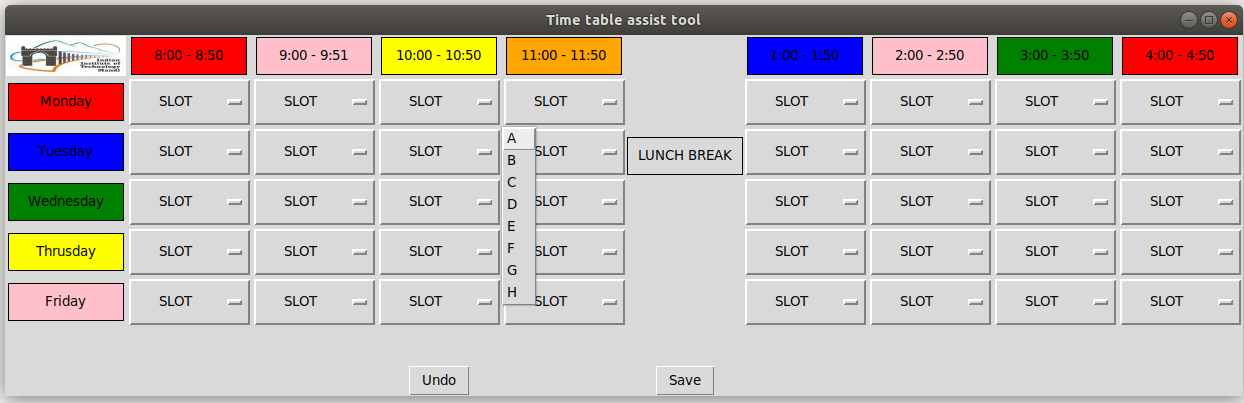 Time table assist tool
Indian
Institute of
Technology
Mandi
8:00 - 8:50 9:00 - 9:51 10:00 - 10:50 11:00 - 11:50 1:00 - 1:50 2:00 - 2:50 3:00 - 3:50 4:00 - 4:50
Monday SLOT SLOT SLOT SLOT SLOT SLOT SLOT SLOT
Tuesday SLOT SLOT SLOT SLOT LUNCH BREAK SLOT SLOT SLOT SLOT
Wednesday SLOT SLOT SLOT SLOT SLOT SLOT SLOT SLOT
Thrusday SLOT SLOT SLOT SLOT SLOT SLOT SLOT SLOT
Friday SLOT SLOT SLOT SLOT SLOT SLOT SLOT SLOT
A
B
C
D
E
F
G
H
Undo Save